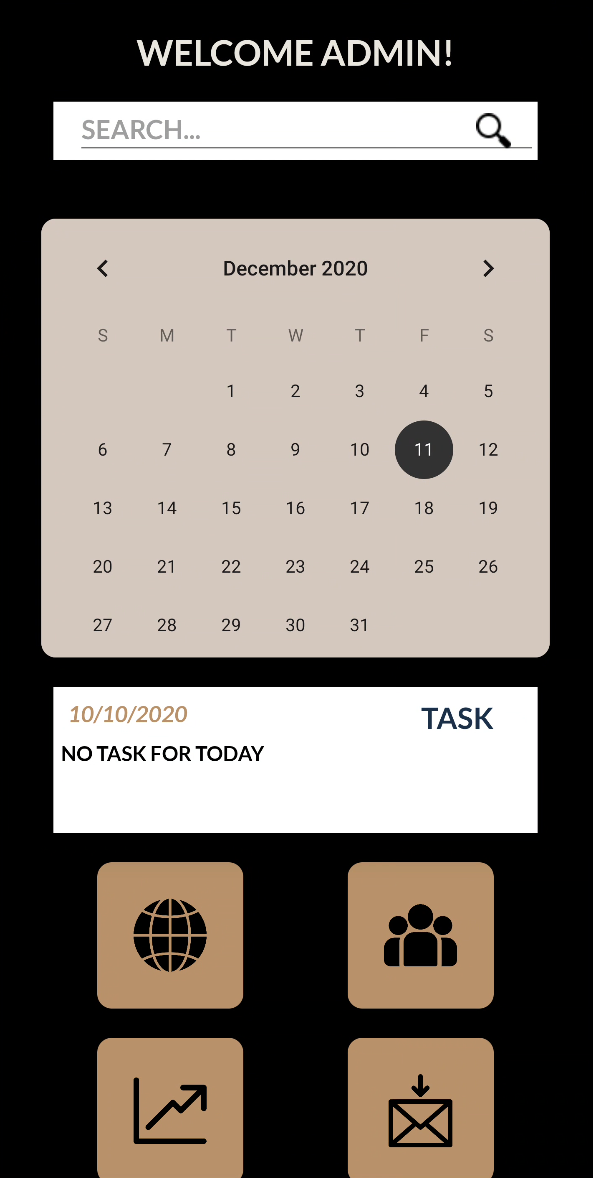 WELCOME ADMIN!
SEARCH...
December 2020
S M T W T F S
1 2 3 4 5
6 7 8 9 10 11 12
13 14 15 16 17 18 19
20 21 22 23 24 25 26
27 28 29 30 31
10/10/2020 TASK
NO TASK FOR TODAY